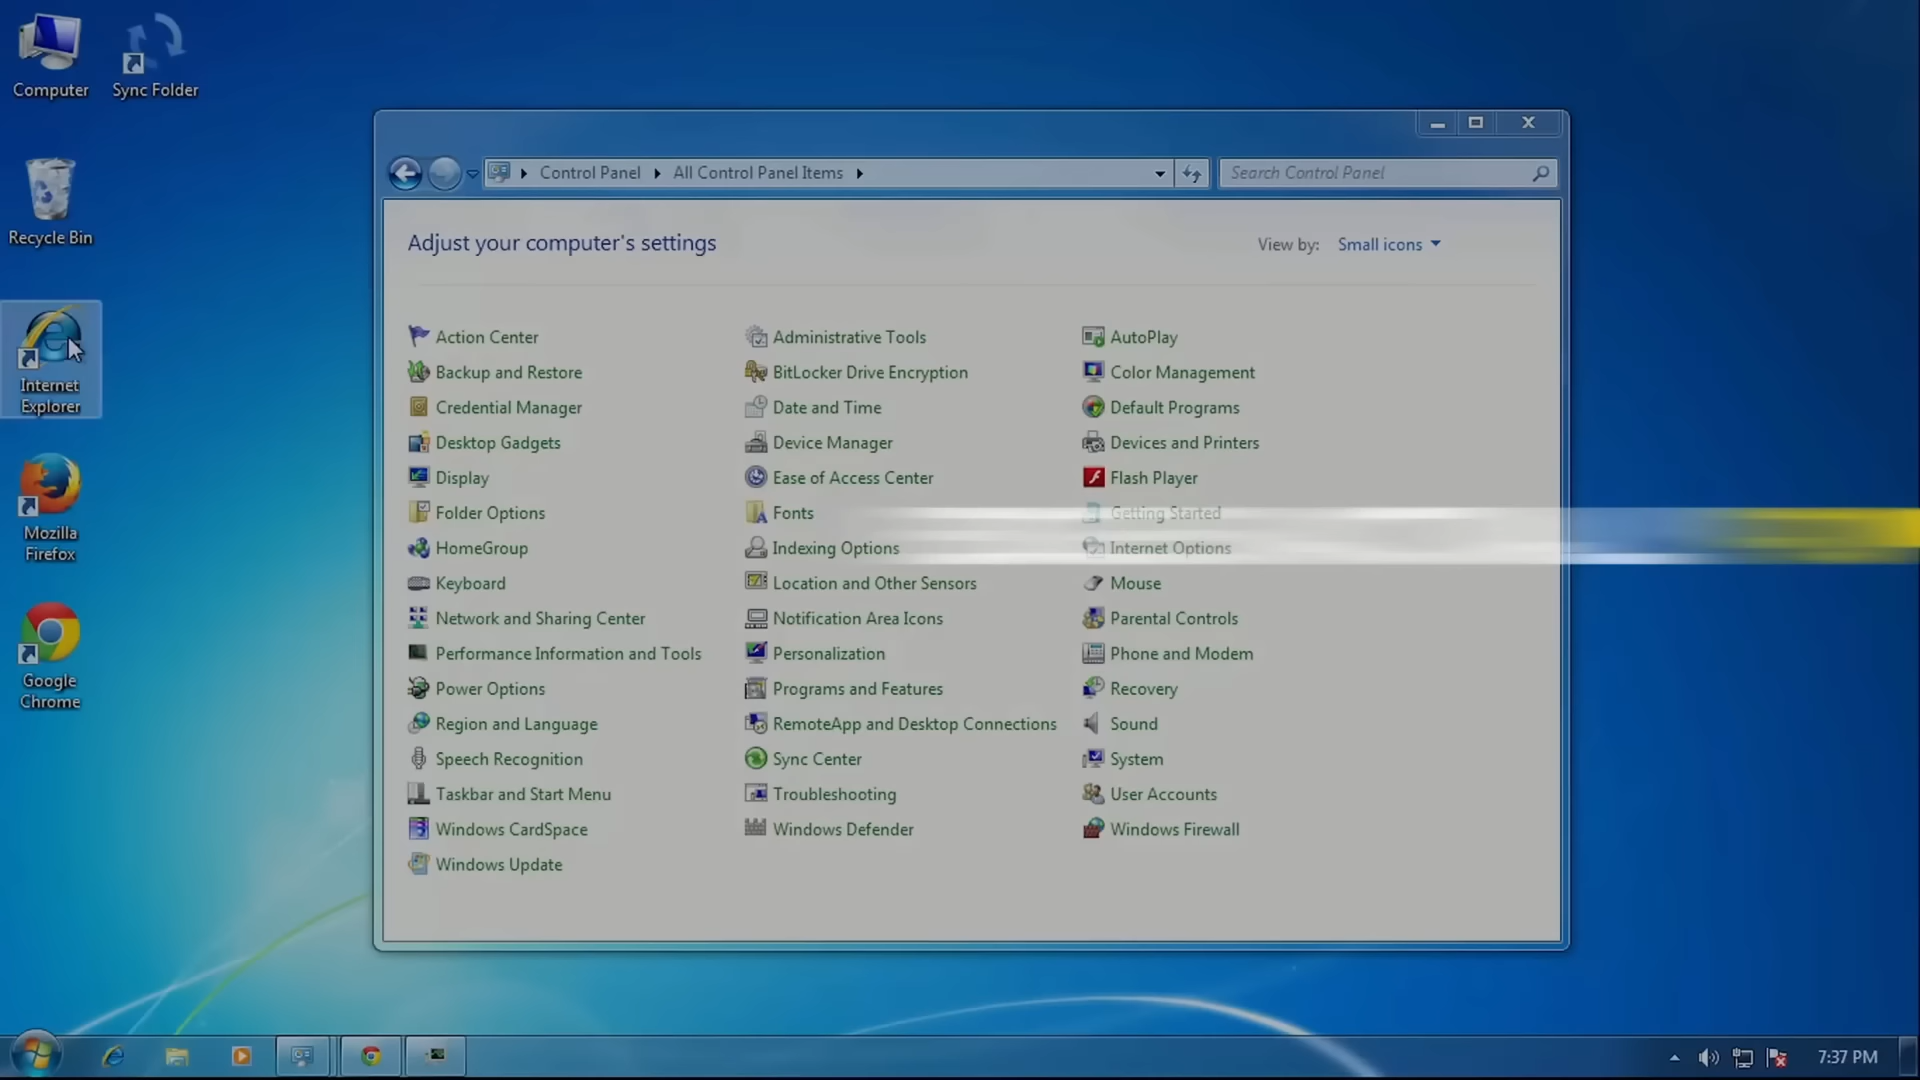 Computer
Sync Folder
Recycle Bin
Internet
Explorer
Mozilla
Firefox
Google
Chrome
Control Panel
All Control Panel Items
Search Control Panel
Adjust your computer's settings
View by: Small icons
Action Center
Administrative Tools
AutoPlay
Backup and Restore
BitLocker Drive Encryption
Color Management
Credential Manager
Date and Time
Default Programs
Desktop Gadgets
Device Manager
Devices and Printers
Display
Ease of Access Center
Flash Player
Folder Options
Fonts
Getting Started
HomeGroup
Indexing Options
Internet Options
Keyboard
Location and Other Sensors
Mouse
Network and Sharing Center
Notification Area Icons
Parental Controls
Performance Information and Tools
Personalization
Phone and Modem
Power Options
Programs and Features
Recovery
Region and Language
RemoteApp and Desktop Connections
Sound
Speech Recognition
Sync Center
System
Taskbar and Start Menu
Troubleshooting
User Accounts
Windows CardSpace
Windows Defender
Windows Firewall
Windows Update
7:37 PM